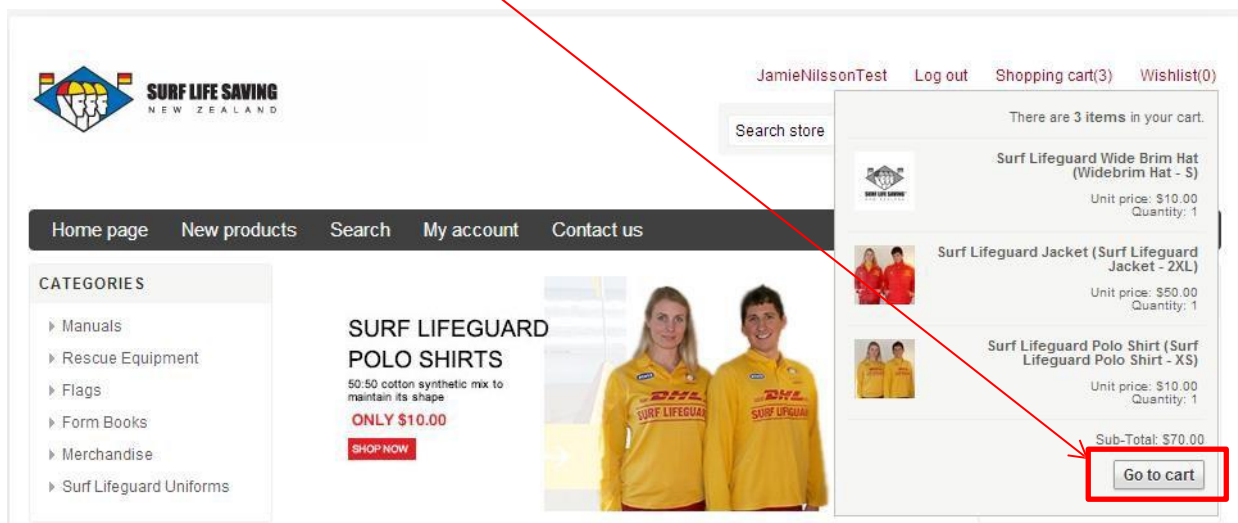 SURF LIFE SAVING
NEW ZEALAND
JamieNilssonTest Log out Shopping cart(3) Wishlist(0)
Search store
There are 3 items in your cart.
Surf Lifeguard Wide Brim Hat
(Widebrim Hat - S)
Unit price: $10.00
Quantity: 1
Home page New products Search My account Contact us
Surf Lifeguard Jacket (Surf Lifeguard
Jacket - 2XL)
Unit price: $50.00
Quantity: 1
CATEGORIES
Manuals
Rescue Equipment
Flags
Form Books
Merchandise
Surf Lifeguard Uniforms
SURF LIFEGUARD
POLO SHIRTS
50:50 cotton synthetic mix to
maintain its shape
ONLY $10.00
SHOP NOW
DHL
SURF LIFEGUARD
DHL
SURF LIFEGUARD
Surf Lifeguard Polo Shirt (Surf
Lifeguard Polo Shirt - XS)
Unit price: $10.00
Quantity: 1
Sub-Total: $70.00
Go to cart